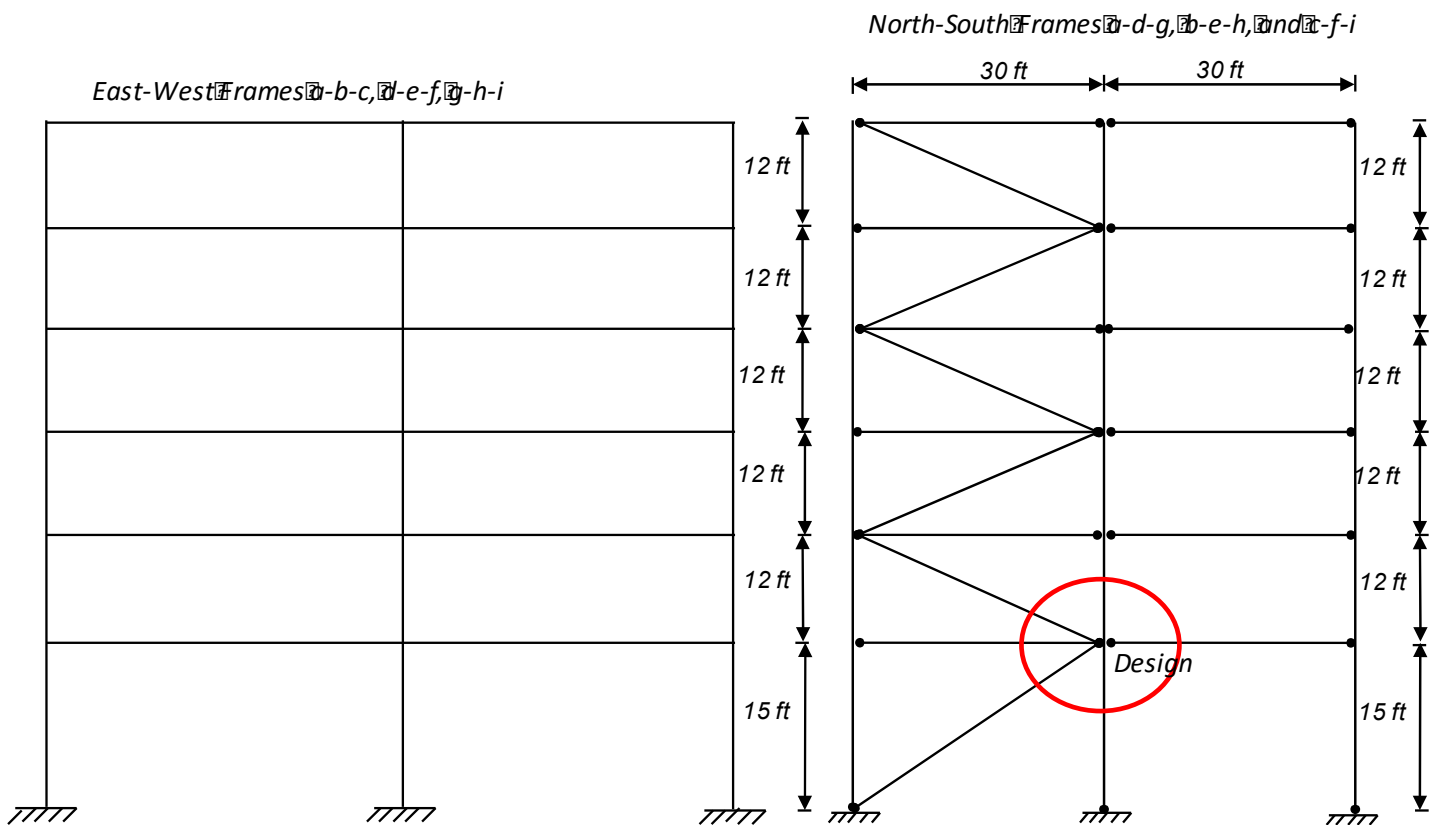 North-South Frames a-d-g, b-e-h, and c-f-i
30 ft
30 ft
East-West Frames a-b-c, d-e-f, g-h-i
12 ft
12 ft
12 ft
12 ft
12 ft
12 ft
12 ft
12 ft
12 ft
12 ft
Design
15 ft
15 ft